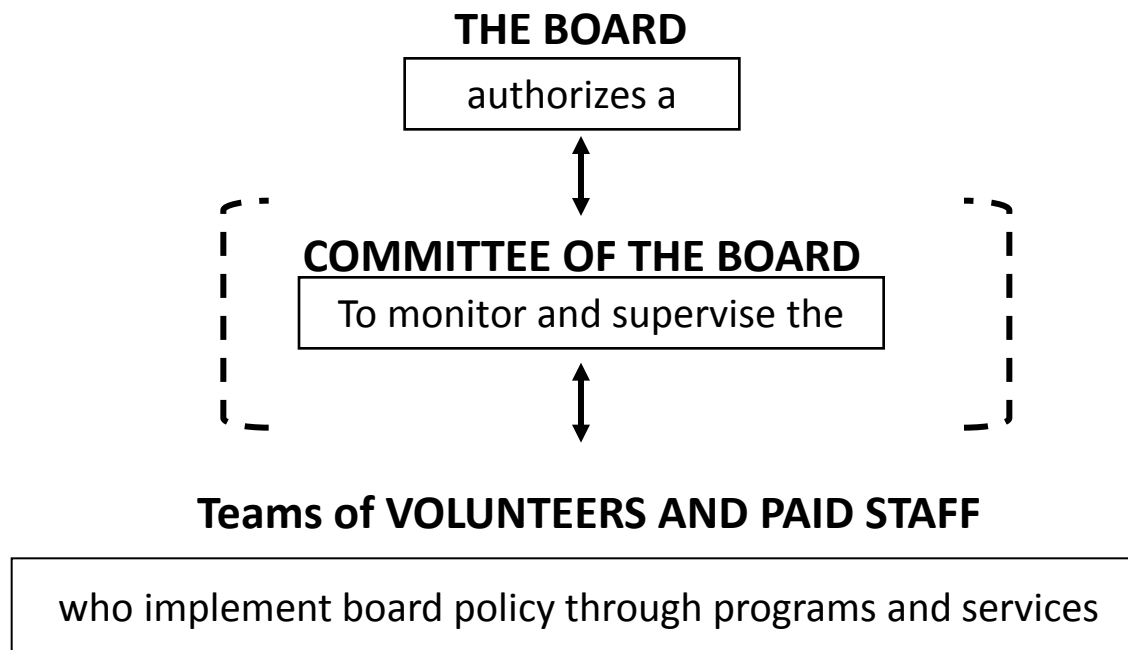 THE BOARD
authorizes a
COMMITTEE OF THE BOARD
To monitor and supervise the
Teams of VOLUNTEERS AND PAID STAFF
who implement board policy through programs and services